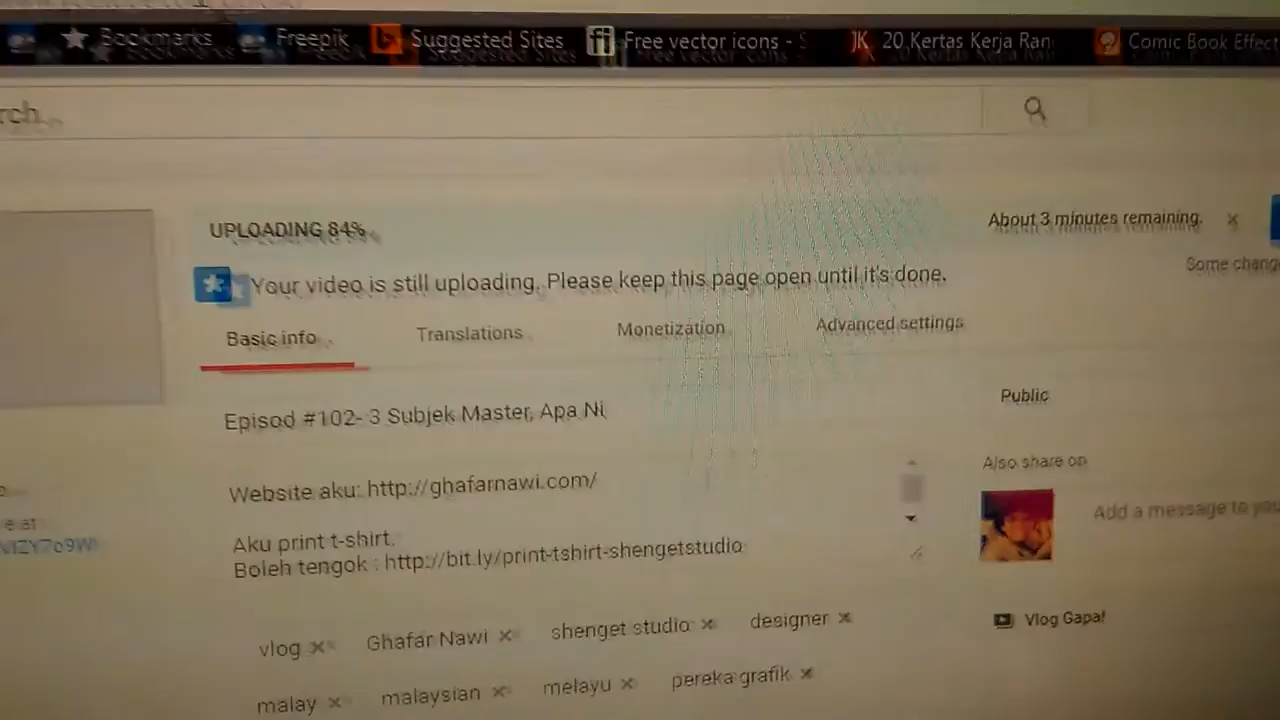 Bookmarks Freepik Suggested Sites Free vector icons - S 20 Kertas Kerja Ran Comic Book Effect
rch
UPLOADING 84% About 3 minutes remaining.
Your video is still uploading. Please keep this page open until it's done.
Some chang
Basic info Translations Monetization Advanced settings
Episod #102- 3 Subjek Master, Apa Ni
Public
Also share on
Website aku: http://ghafarnawi.com/
Add a message to you
Aku print t-shirt.
Boleh tengok : http://bit.ly/print-tshirt-shengetstudio
vlog Ghafar Nawi shenget studio designer
Vlog Gapa!
malay malaysian melayu pereka grafik